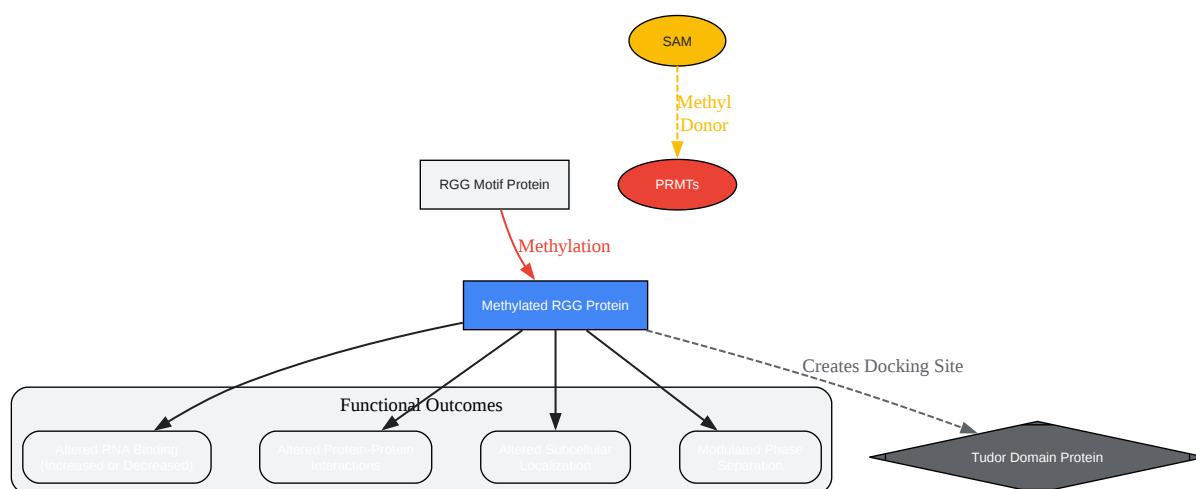 SAM
Methyl
Donor
RGG Motif Protein
PRMTs
Methylation
Methylated RGG Protein
Creates Docking Site
Functional Outcomes
Altered RNA Binding
(Increased or Decreased)
Altered Protein-Protein
Interactions
Altered Subcellular
Localization
Modulated Phase
Separation
Tudor Domain Protein